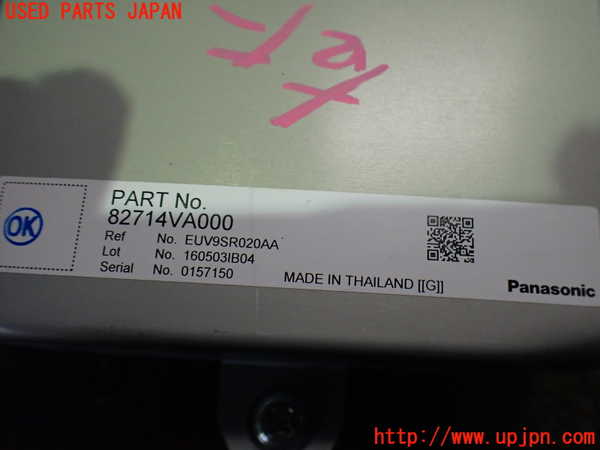 USED PARTS JAPAN
OK
PART No.
82714VA000
Ref No. EUV9SR020AA
Lot No. 160503IB04
Serial No. 0157150
MADE IN THAILAND [[G]]
Panasonic
http://www.upjpn.com/